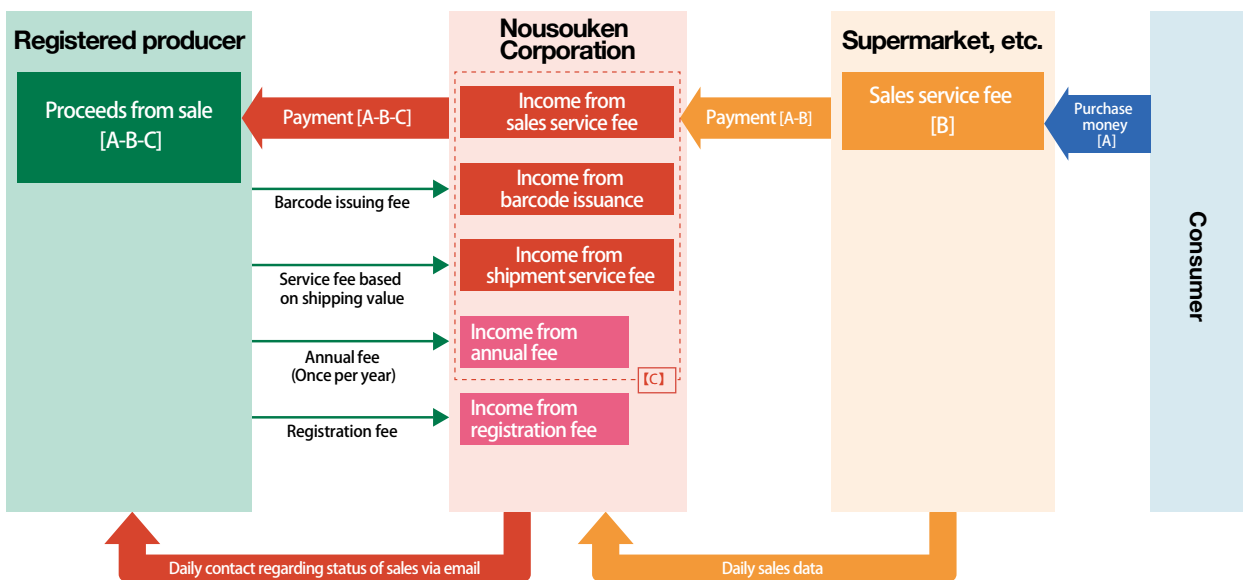 Registered producer
Nousouken
Corporation
Supermarket, etc.
Consumer
Proceeds from sale
[A-B-C]
Payment [A-B-C]
Income from
sales service fee
Payment [A-B]
Sales service fee
[B]
Purchase
money
[A]
Barcode issuing fee
Income from
barcode issuance
Service fee based
on shipping value
Income from
shipment service fee
Annual fee
(Once per year)
Income from
annual fee
【C】
Registration fee
Income from
registration fee
Daily contact regarding status of sales via email
Daily sales data